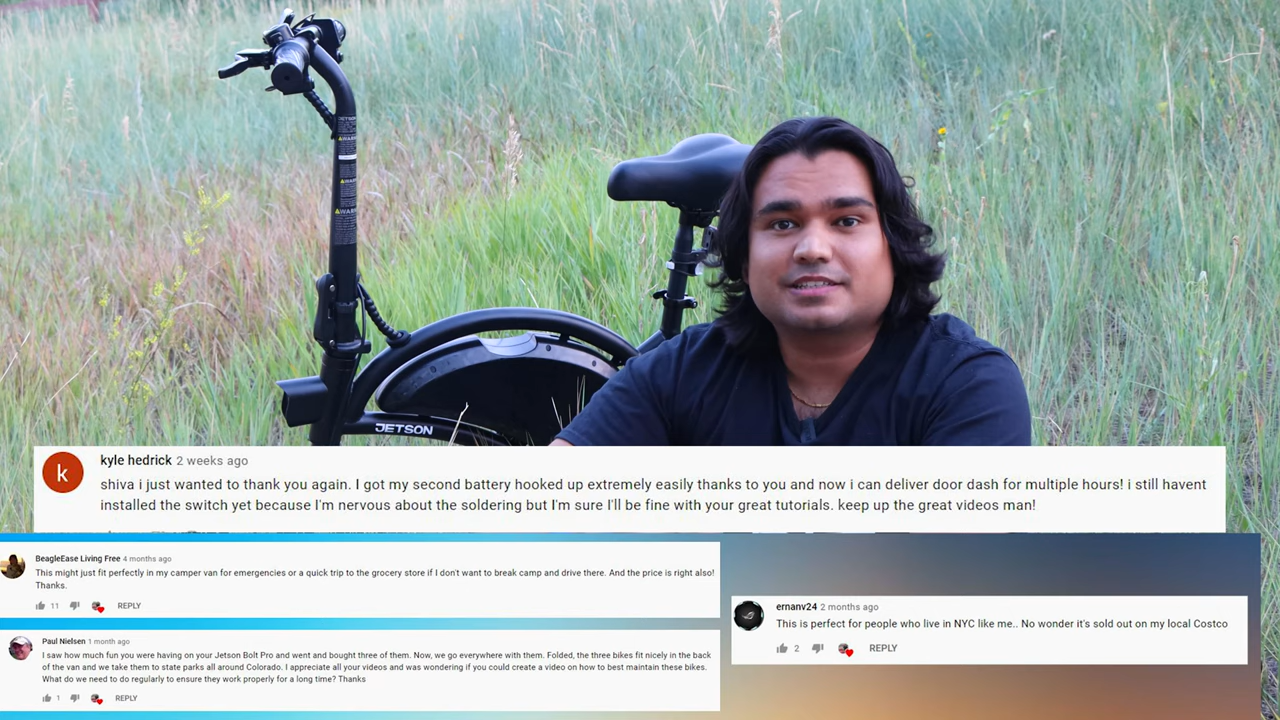 JETSON
WARN
WARN
WARN
JETSON
k
kyle hedrick 2 weeks ago
shiva i just wanted to thank you again. I got my second battery hooked up extremely easily thanks to you and now i can deliver door dash for multiple hours! i still havent
installed the switch yet because I'm nervous about the soldering but I'm sure I'll be fine with your great tutorials. keep up the great videos man!
BeagleEase Living Free 4 months ago
This might just fit perfectly in my camper van for emergencies or a quick trip to the grocery store if I don't want to break camp and drive there. And the price is right also!
Thanks.
11 REPLY
Paul Nielsen 1 month ago
I saw how much fun you were having on your Jetson Bolt Pro and went and bought three of them. Now, we go everywhere with them. Folded, the three bikes fit nicely in the back
of the van and we take them to state parks all around Colorado. I appreciate all your videos and was wondering if you could create a video on how to best maintain these bikes.
What do we need to do regularly to ensure they work properly for a long time? Thanks
1 REPLY
ernanv24 2 months ago
This is perfect for people who live in NYC like me.. No wonder it's sold out on my local Costco
2 REPLY